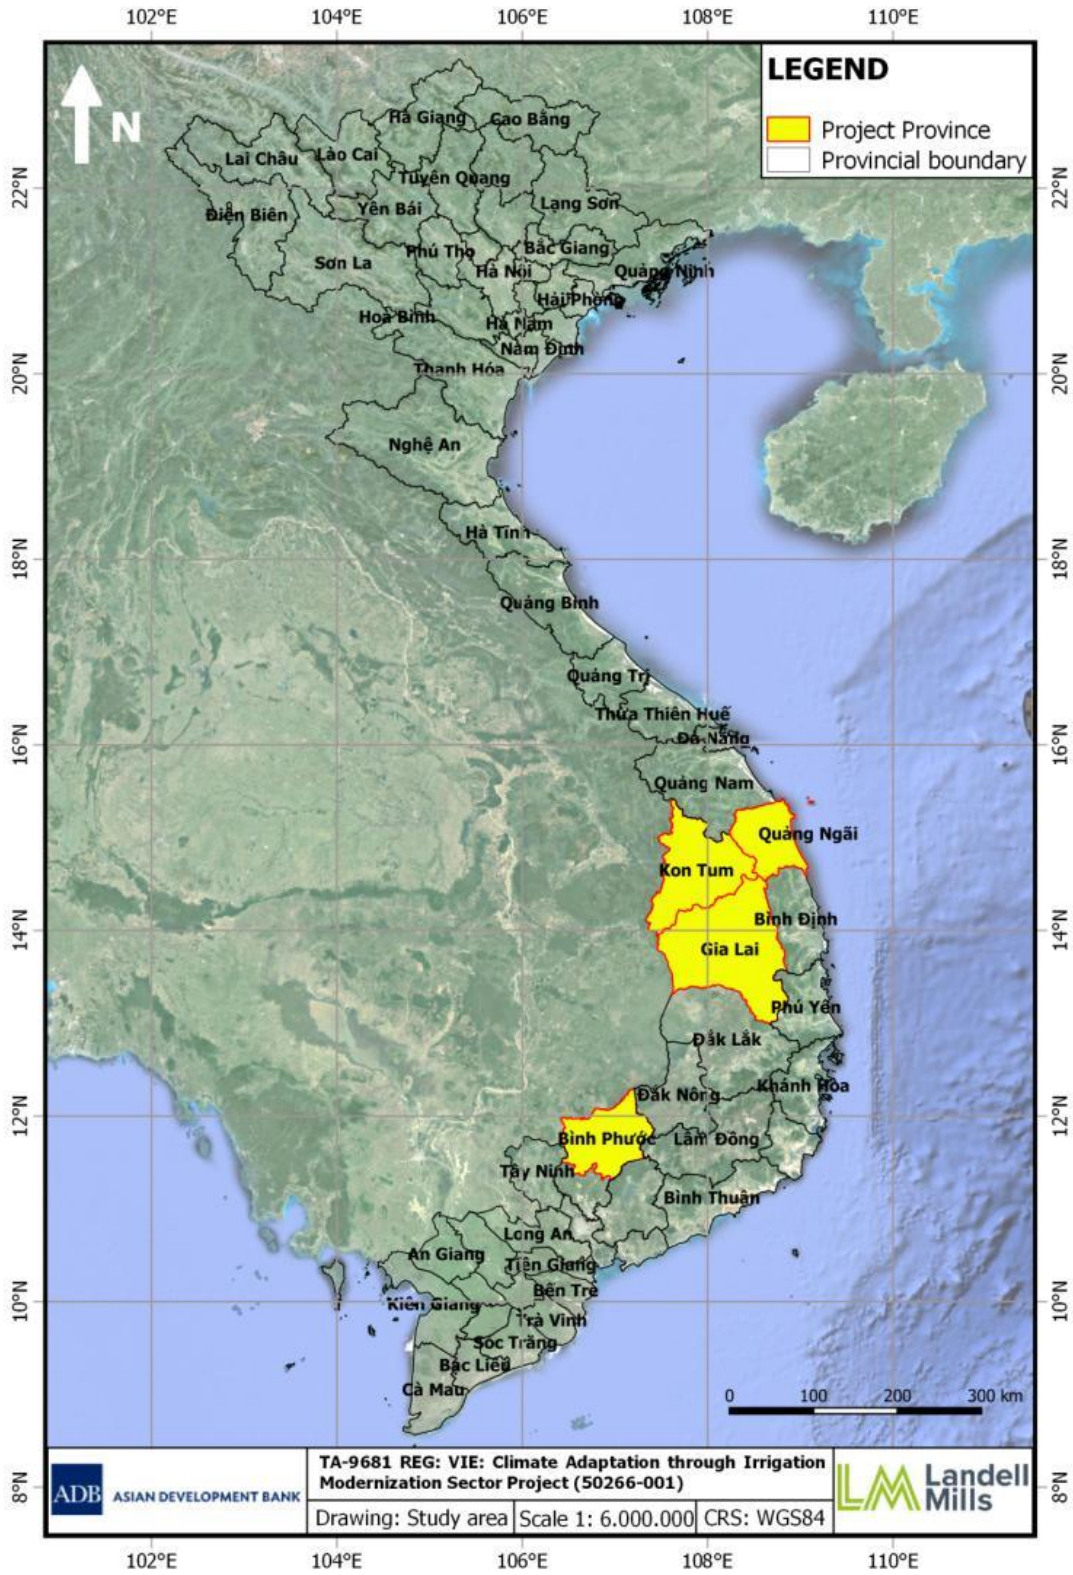 102°E 104°E 106°E 108°E 110°E
LEGEND
Project Province
Provincial boundary
N
Hà Giang
Cao Bằng
Lai Châu
Lào Cai
Tuyên Quang
22°N
22°N
Điện Biên
Yên Bái
Lạng Sơn
Phú Thọ
Bắc Giang
Sơn La
Hà Nội
Quảng Ninh
Hải Phòng
Hoà Bình
Hà Nam
Nam Định
Thanh Hóa
20°N
20°N
Nghệ An
Hà Tĩnh
18°N
18°N
Quảng Bình
Quảng Trị
Thừa Thiên Huế
Đà Nẵng
16°N
16°N
Quảng Nam
Quảng Ngãi
Kon Tum
Bình Định
14°N
14°N
Gia Lai
Phú Yên
Đắk Lắk
Khánh Hòa
Đắk Nông
12°N
12°N
Bình Phước
Lâm Đồng
Tây Ninh
Bình Thuận
Long An
An Giang
Tiền Giang
Bến Tre
10°N
10°N
Kiên Giang
Trà Vinh
Sóc Trăng
Bạc Liêu
Cà Mau
0 100 200 300 km
8°N
8°N
ADB ASIAN DEVELOPMENT BANK
TA-9681 REG: VIE: Climate Adaptation through Irrigation
Modernization Sector Project (50266-001)
Drawing: Study area
Scale 1: 6.000.000
CRS: WGS84
LM Landell
Mills
102°E 104°E 106°E 108°E 110°E